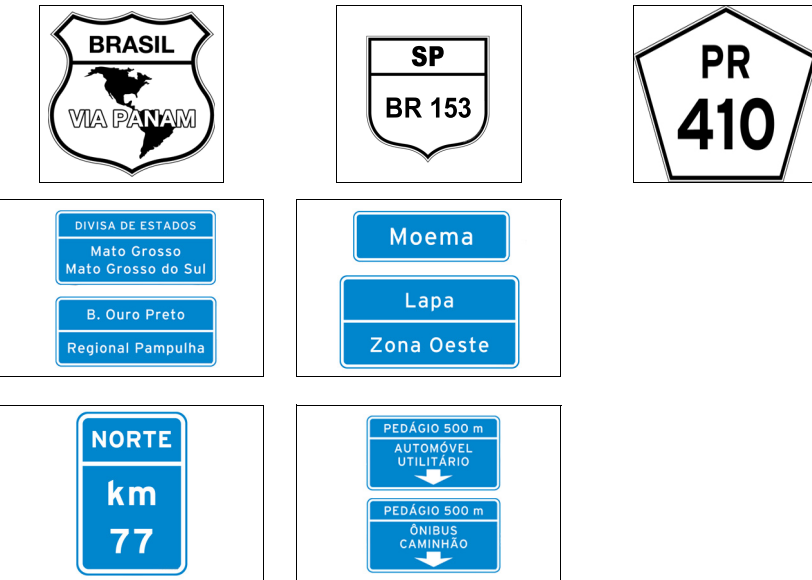 BRASIL
VIA PANAM
SP
BR 153
PR
410
DIVISA DE ESTADOS
Mato Grosso
Mato Grosso do Sul
B. Ouro Preto
Regional Pampulha
Moema
Lapa
Zona Oeste
NORTE
km
77
PEDÁGIO 500 m
AUTOMÓVEL
UTILITÁRIO
PEDÁGIO 500 m
ÔNIBUS
CAMINHÃO